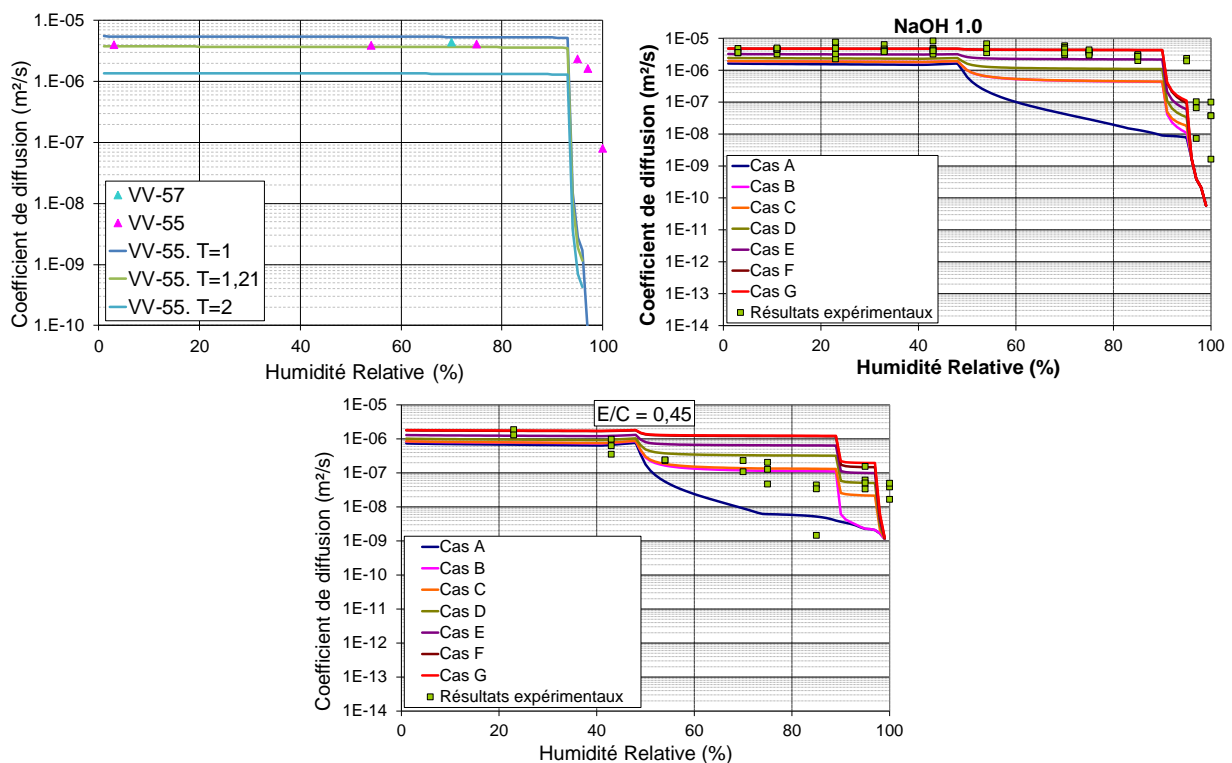 1.E-05
1.E-06
1.E-07
1.E-08
1.E-09
1.E-10
Coefficient de diffusion (m²/s)
VV-57
VV-55
VV-55. T=1
VV-55. T=1,21
VV-55. T=2
0 20 40 60 80 100
Humidité Relative (%)
NaOH 1.0
1E-05
1E-06
1E-07
1E-08
1E-09
1E-10
1E-11
1E-12
1E-13
1E-14
Coefficient de diffusion (m²/s)
Cas A
Cas B
Cas C
Cas D
Cas E
Cas F
Cas G
Résultats expérimentaux
0 20 40 60 80 100
Humidité Relative (%)
E/C = 0,45
1E-05
1E-06
1E-07
1E-08
1E-09
1E-10
1E-11
1E-12
1E-13
1E-14
Coefficient de diffusion (m²/s)
Cas A
Cas B
Cas C
Cas D
Cas E
Cas F
Cas G
Résultats expérimentaux
0 20 40 60 80 100
Humidité Relative (%)